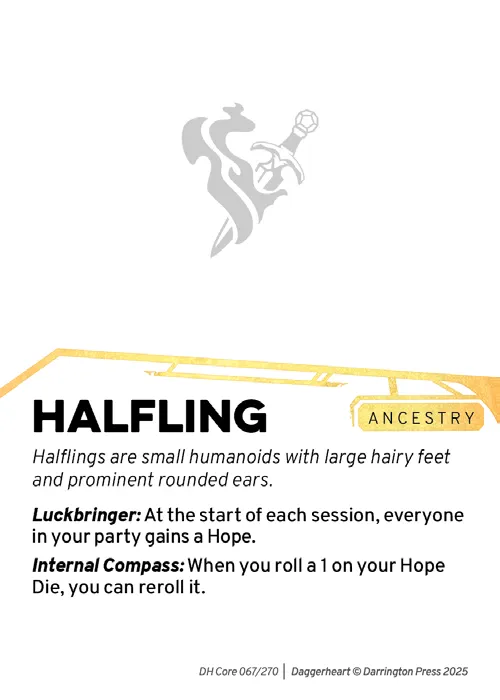 HALFLING
ANCESTRY
Halflings are small humanoids with large hairy feet
and prominent rounded ears.
Luckbringer: At the start of each session, everyone
in your party gains a Hope.
Internal Compass: When you roll a 1 on your Hope
Die, you can reroll it.
DH Core 067/270 | Daggerheart © Darrington Press 2025